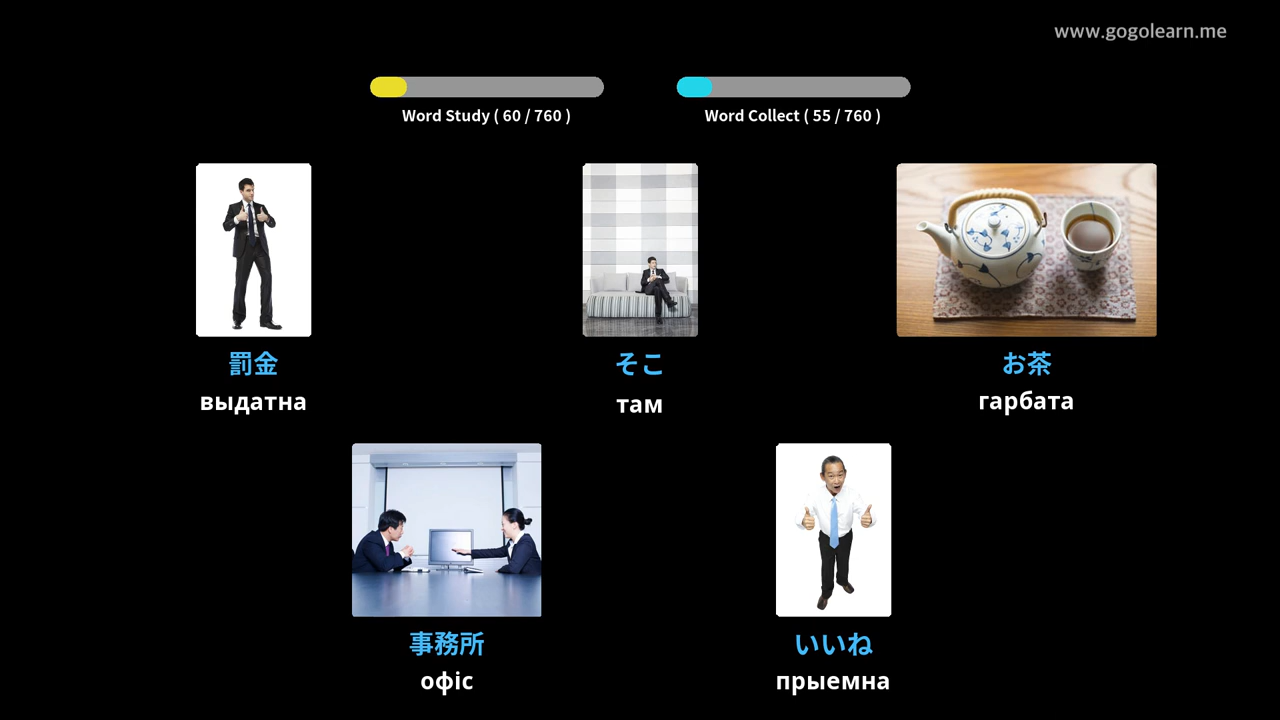 www.gogolearn.me
Word Study ( 60 / 760 )
Word Collect ( 55 / 760 )
罰金
выдатна
そこ
там
お茶
гарбата
事務所
офіс
いいね
прыемна